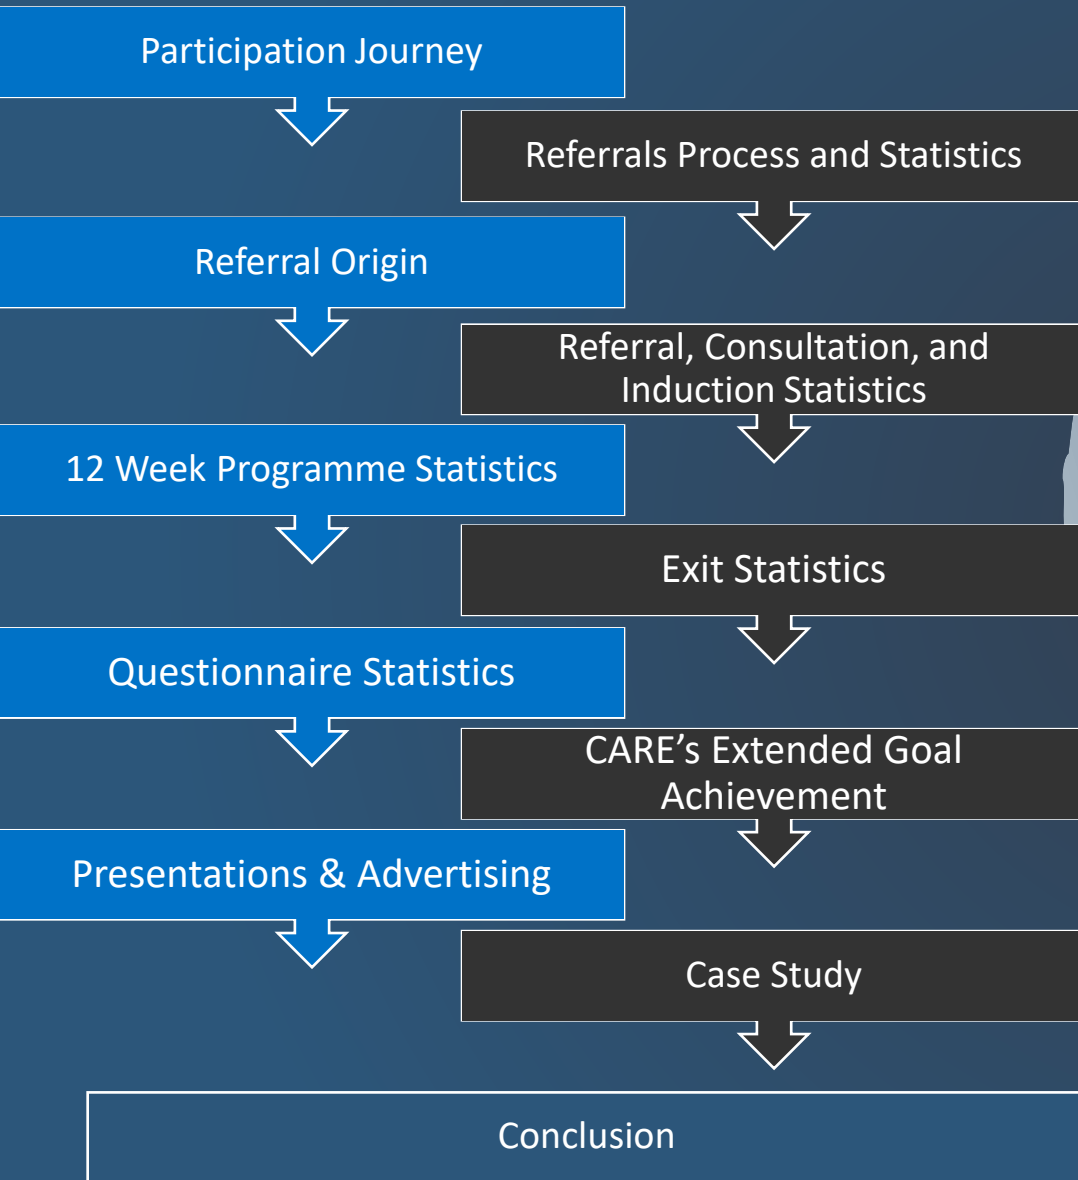 Participation Journey
Referrals Process and Statistics
Referral Origin
Referral, Consultation, and
Induction Statistics
12 Week Programme Statistics
Exit Statistics
Questionnaire Statistics
CARE’s Extended Goal
Achievement
Presentations & Advertising
Case Study
Conclusion